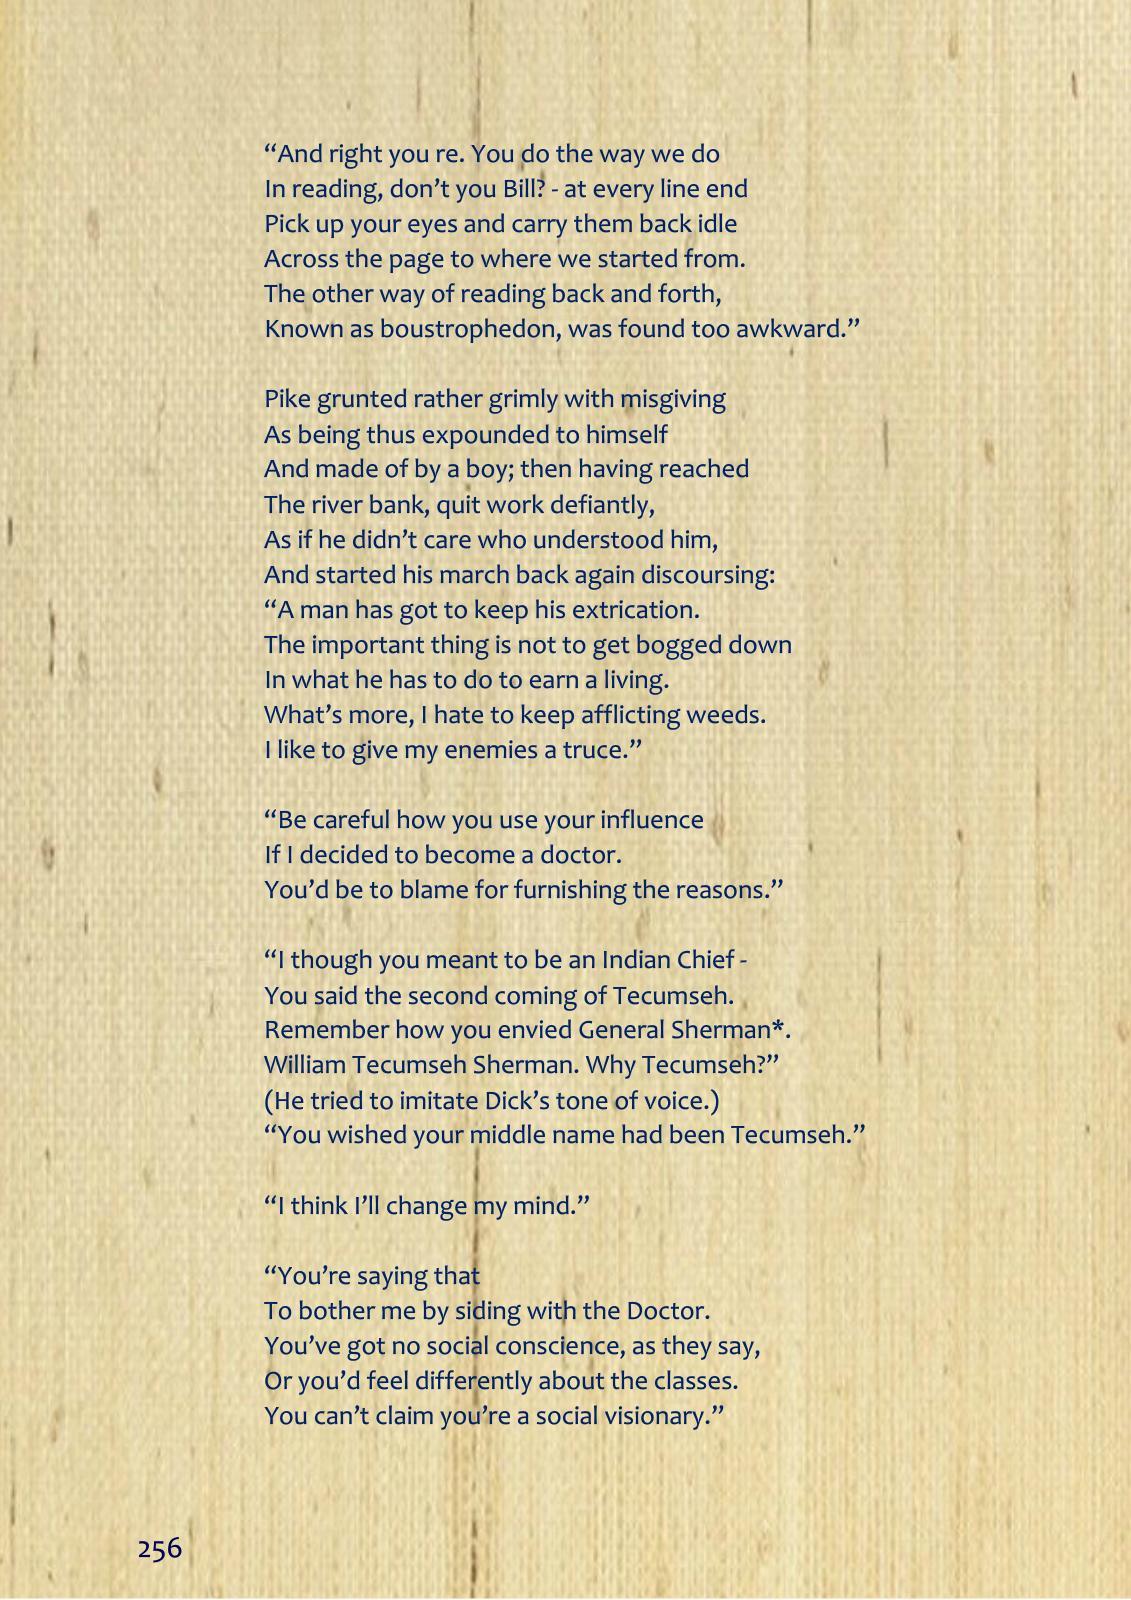 “And right you re. You do the way we do
In reading, don’t you Bill? - at every line end
Pick up your eyes and carry them back idle
Across the page to where we started from.
The other way of reading back and forth,
Known as boustrophedon, was found too awkward.”
Pike grunted rather grimly with misgiving
As being thus expounded to himself
And made of by a boy; then having reached
The river bank, quit work defiantly,
As if he didn’t care who understood him,
And started his march back again discoursing:
“A man has got to keep his extrication.
The important thing is not to get bogged down
In what he has to do to earn a living.
What’s more, I hate to keep afflicting weeds.
I like to give my enemies a truce.”
“Be careful how you use your influence
If I decided to become a doctor.
You’d be to blame for furnishing the reasons.”
“I though you meant to be an Indian Chief -
You said the second coming of Tecumseh.
Remember how you envied General Sherman*.
William Tecumseh Sherman. Why Tecumseh?”
(He tried to imitate Dick’s tone of voice.)
“You wished your middle name had been Tecumseh.”
“I think I’ll change my mind.”
“You’re saying that
To bother me by siding with the Doctor.
You’ve got no social conscience, as they say,
Or you’d feel differently about the classes.
You can’t claim you’re a social visionary.”
256